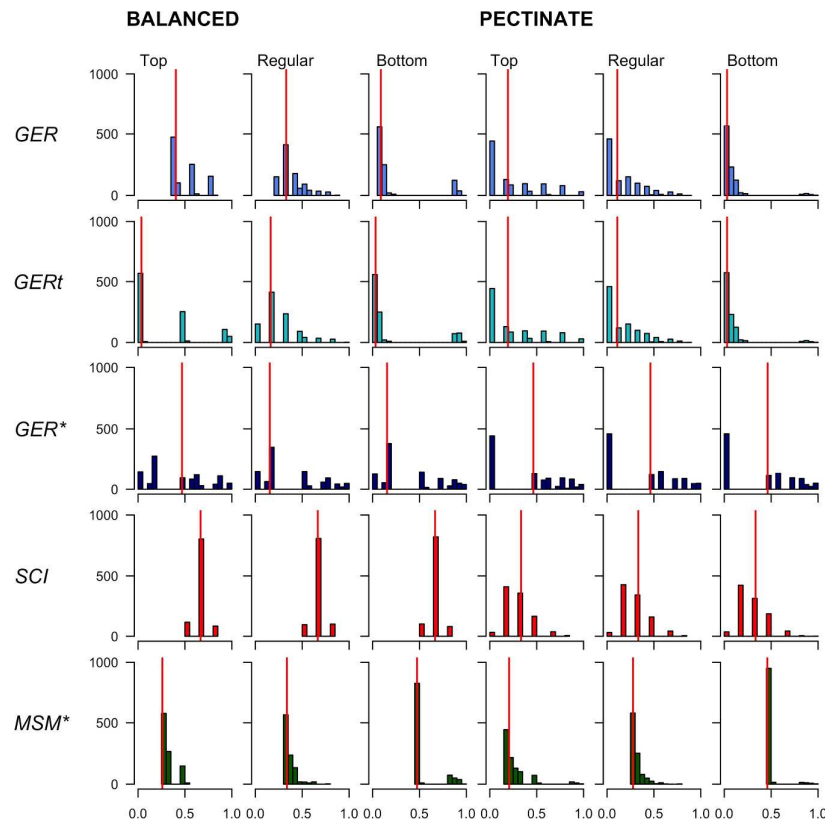 BALANCED PECTINATE
Top Regular Bottom Top Regular Bottom
1000
GER 500
0
1000
GERt 500
0
1000
GER* 500
0
1000
SCI 500
0
1000
MSM* 500
0
0.0 0.5 1.0 0.0 0.5 1.0 0.0 0.5 1.0 0.0 0.5 1.0 0.0 0.5 1.0 0.0 0.5 1.0